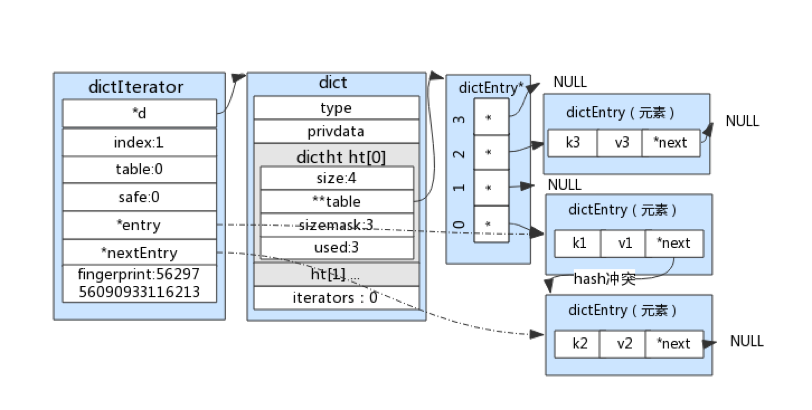 dictIterator
*d
index:1
table:0
safe:0
*entry
*nextEntry
fingerprint:56297
56090933116213
dict
type
privdata
dictht ht[0]
size:4
**table
sizemask:3
used:3
ht[1]...
iterators：0
dictEntry*
3 *
2 *
1 *
0 *
NULL
dictEntry（元素）
k3 v3 *next
NULL
NULL
dictEntry（元素）
k1 v1 *next
hash冲突
dictEntry（元素）
k2 v2 *next
NULL